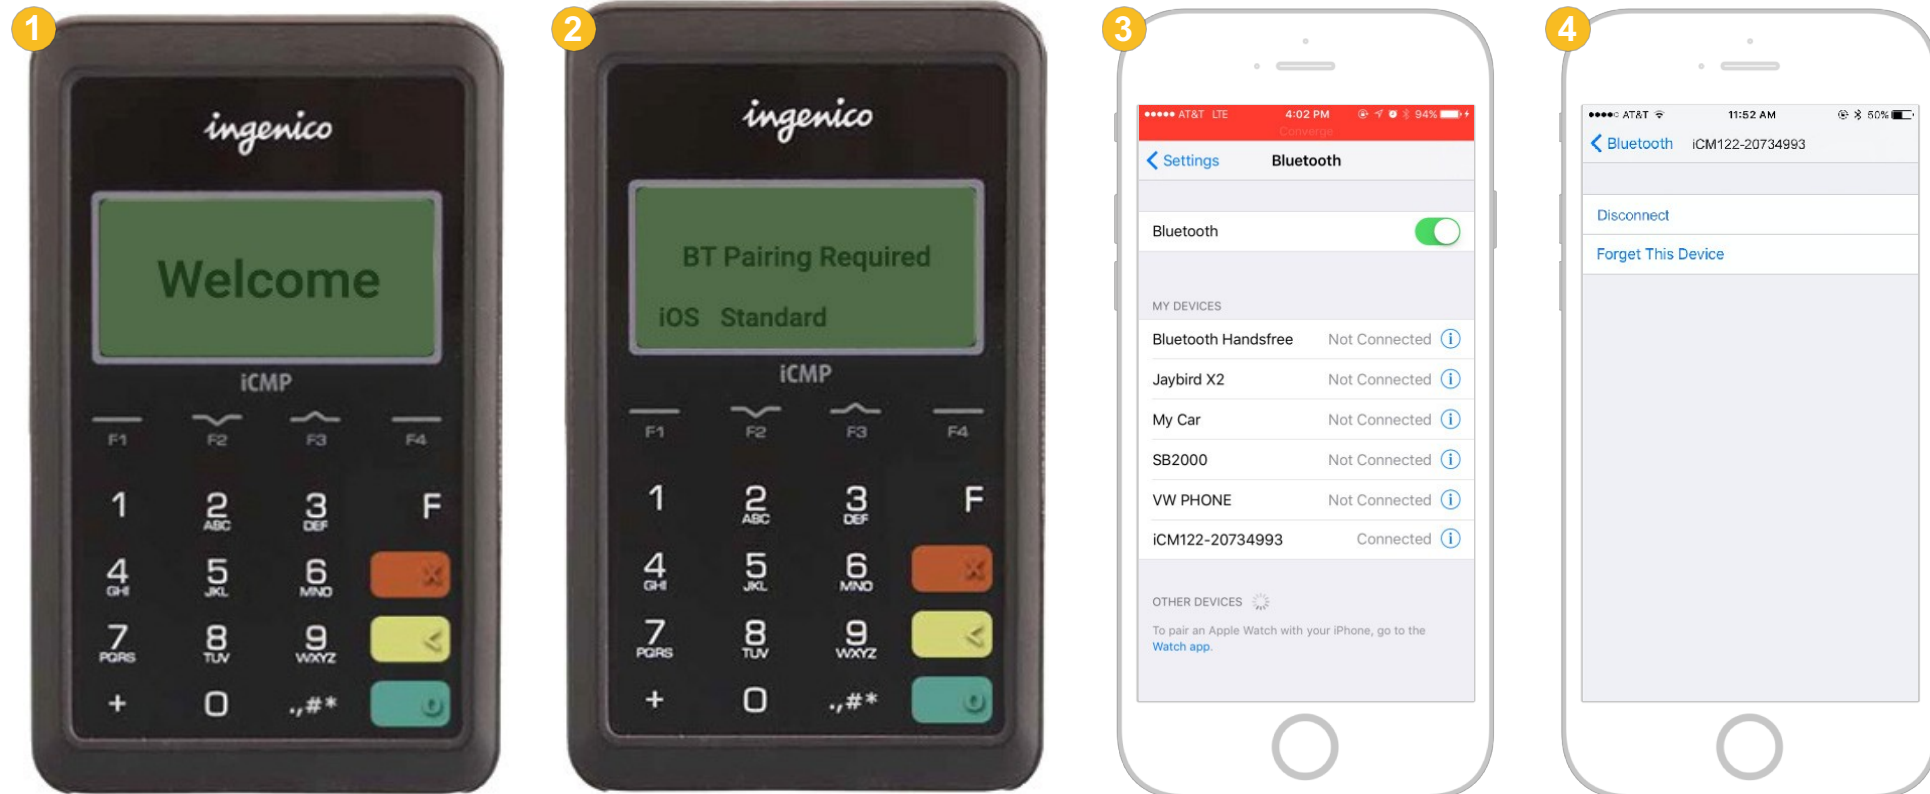 1
ingenico
Welcome
iCMP
F1 F2 F3 F4
1 2 ABC 3 DEF F
4 GHI 5 JKL 6 MNO X
7 PQRS 8 TUV 9 WXYZ <
+ 0 .,#* O
2
ingenico
BT Pairing Required
iOS Standard
iCMP
F1 F2 F3 F4
1 2 ABC 3 DEF F
4 GHI 5 JKL 6 MNO X
7 PQRS 8 TUV 9 WXYZ <
+ 0 .,#* O
3
AT&T LTE 4:02 PM 94%
Converge
Settings Bluetooth
Bluetooth
MY DEVICES
Bluetooth Handsfree Not Connected i
Jaybird X2 Not Connected i
My Car Not Connected i
SB2000 Not Connected i
VW PHONE Not Connected i
iCM122-20734993 Connected i
OTHER DEVICES
To pair an Apple Watch with your iPhone, go to the
Watch app.
4
AT&T 11:52 AM 50%
Bluetooth iCM122-20734993
Disconnect
Forget This Device